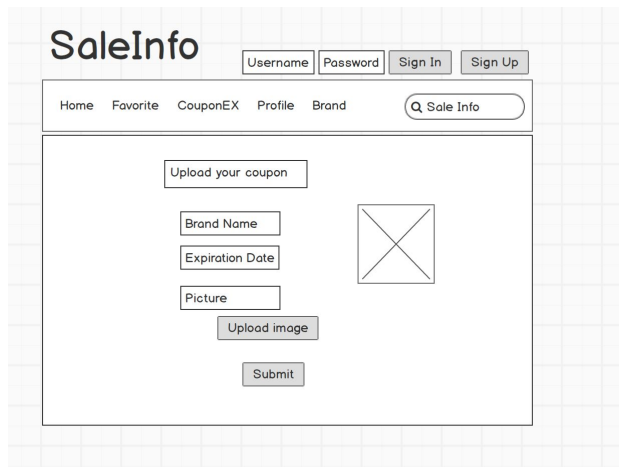 SaleInfo
Username Password Sign In Sign Up
Home Favorite CouponEX Profile Brand Sale Info
Upload your coupon
Brand Name
Expiration Date
Picture
Upload image
Submit